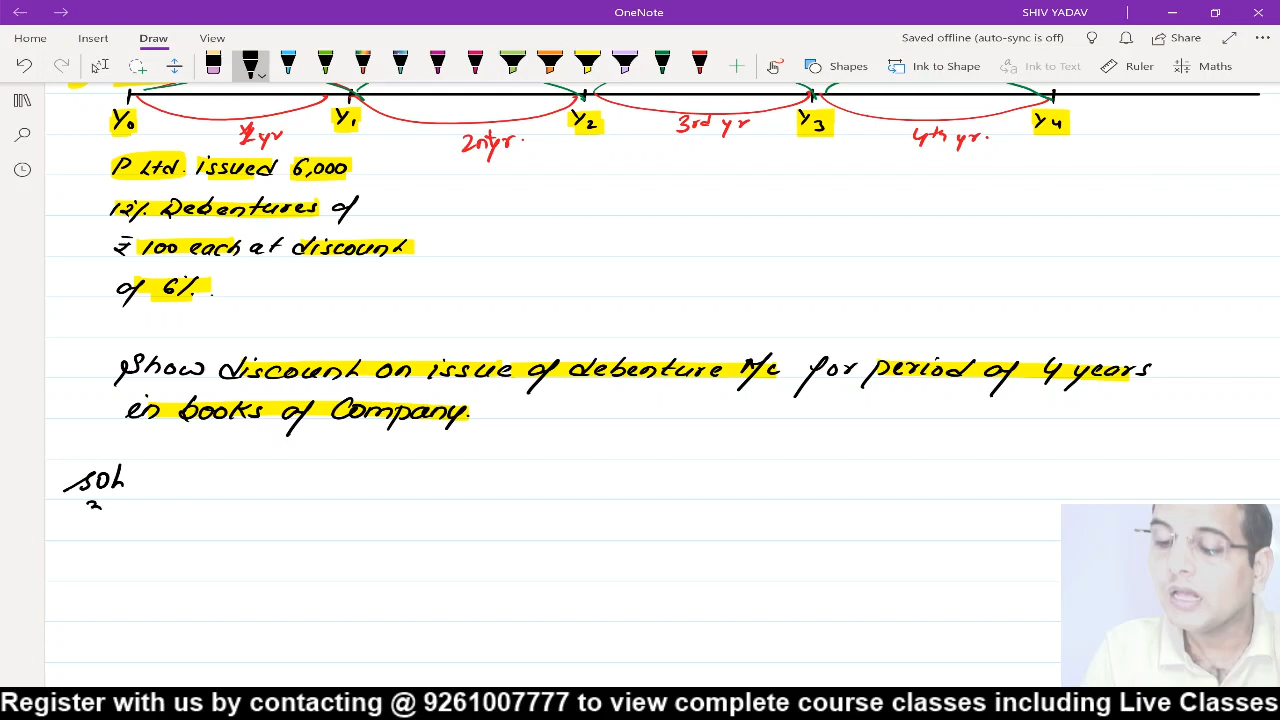 OneNote
SHIV YADAV
Home Insert Draw View
Saved offline (auto-sync is off)
Share
Shapes
Ink to Shape
Ink to Text
Ruler
Maths
Y0 Y1 Y2 Y3 Y4
1 yr 2nd yr. 3rd yr 4th yr.
P Ltd. issued 6,000
12% Debentures of
₹ 100 each at discount
of 6%.
Show discount on issue of debenture A/c for period of 4 years
in books of Company.
Soln
Register with us by contacting @ 9261007777 to view complete course classes including Live Classes